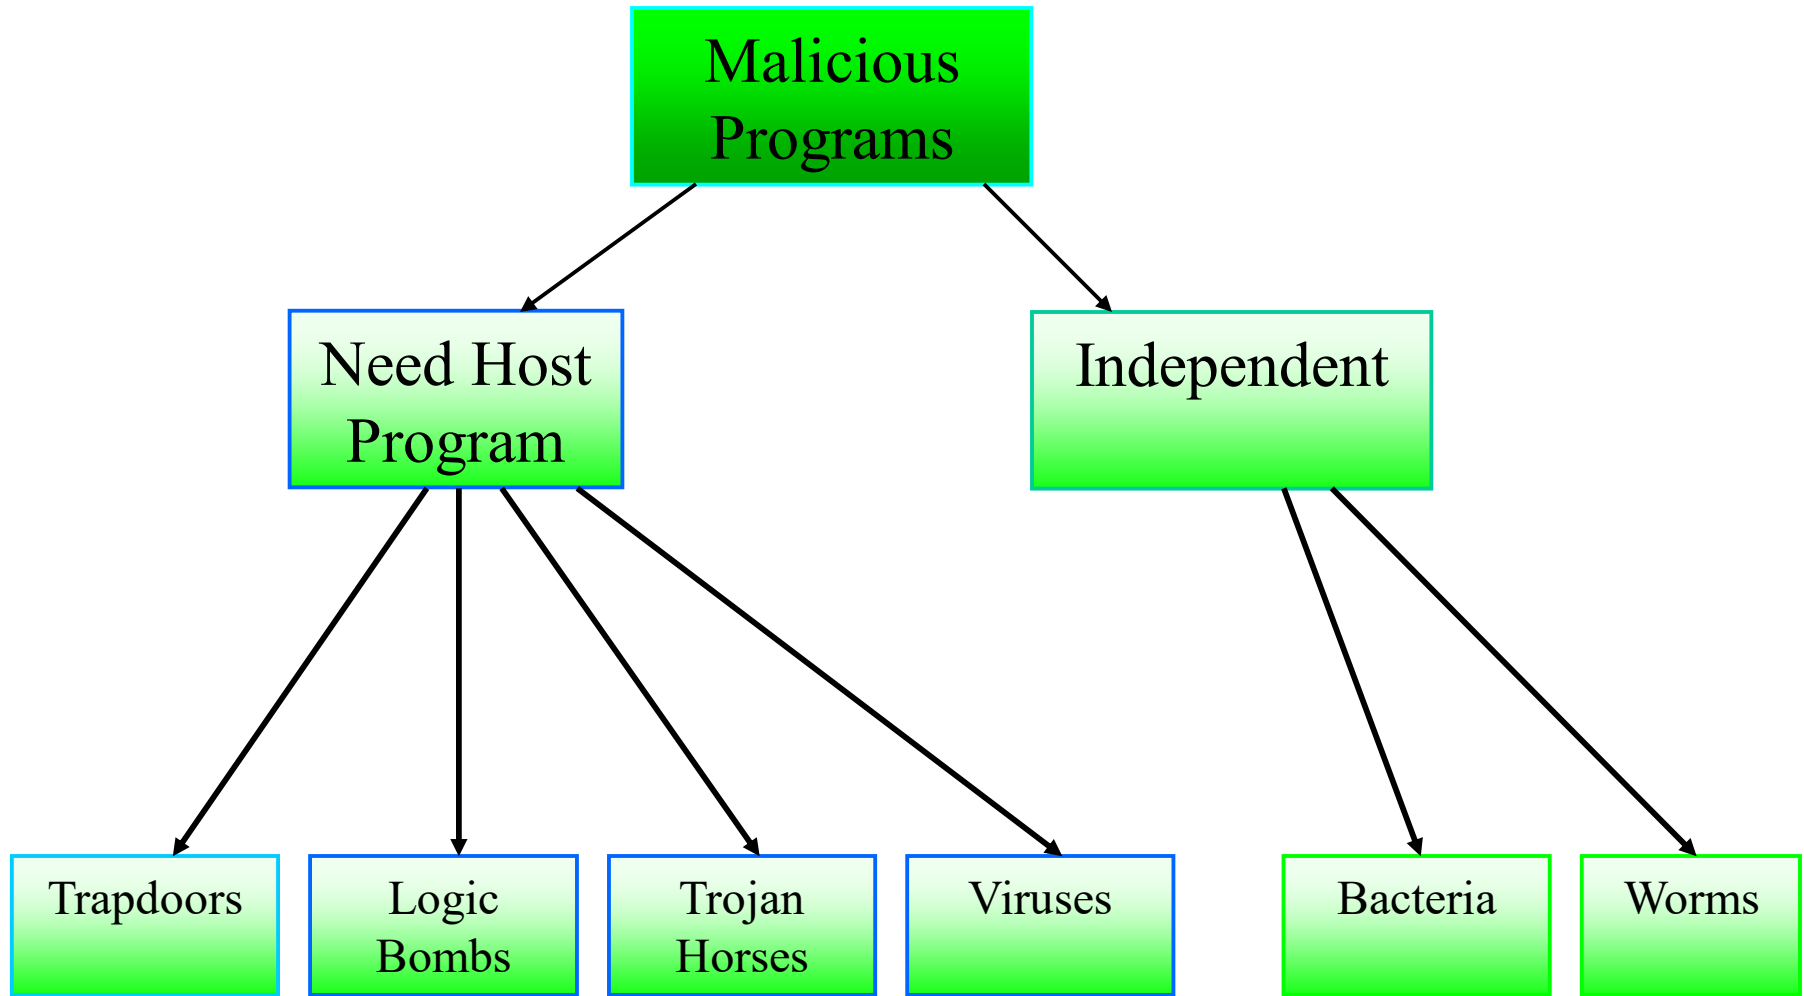 Malicious
Programs
Need Host
Program
Independent
Trapdoors
Logic
Bombs
Trojan
Horses
Viruses
Bacteria
Worms